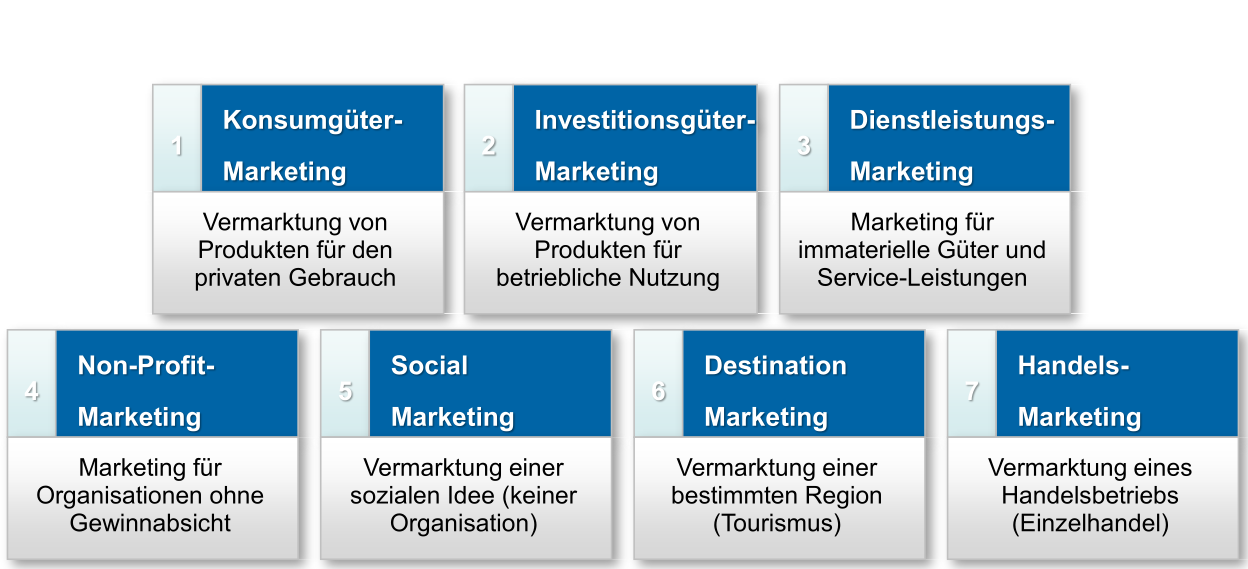 1
Konsumgüter-
Marketing
Vermarktung von
Produkten für den
privaten Gebrauch
2
Investitionsgüter-
Marketing
Vermarktung von
Produkten für
betriebliche Nutzung
3
Dienstleistungs-
Marketing
Marketing für
immaterielle Güter und
Service-Leistungen
4
Non-Profit-
Marketing
Marketing für
Organisationen ohne
Gewinnabsicht
5
Social
Marketing
Vermarktung einer
sozialen Idee (keiner
Organisation)
6
Destination
Marketing
Vermarktung einer
bestimmten Region
(Tourismus)
7
Handels-
Marketing
Vermarktung eines
Handelsbetriebs
(Einzelhandel)